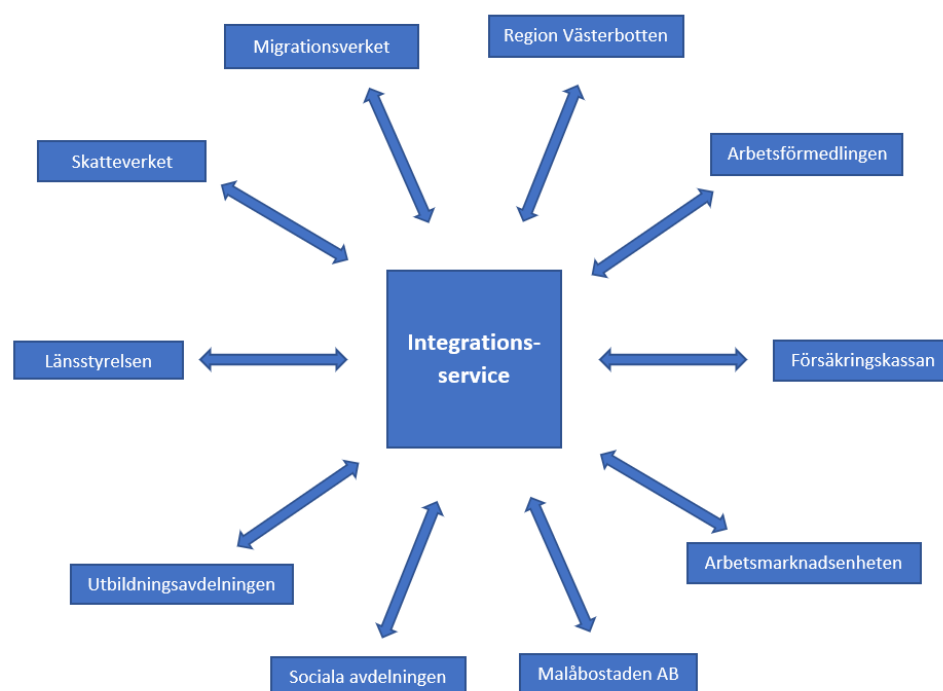 Migrationsverket
Region Västerbotten
Skatteverket
Arbetsförmedlingen
Integrations-
service
Länsstyrelsen
Försäkringskassan
Utbildningsavdelningen
Arbetsmarknadsenheten
Sociala avdelningen
Malåbostaden AB